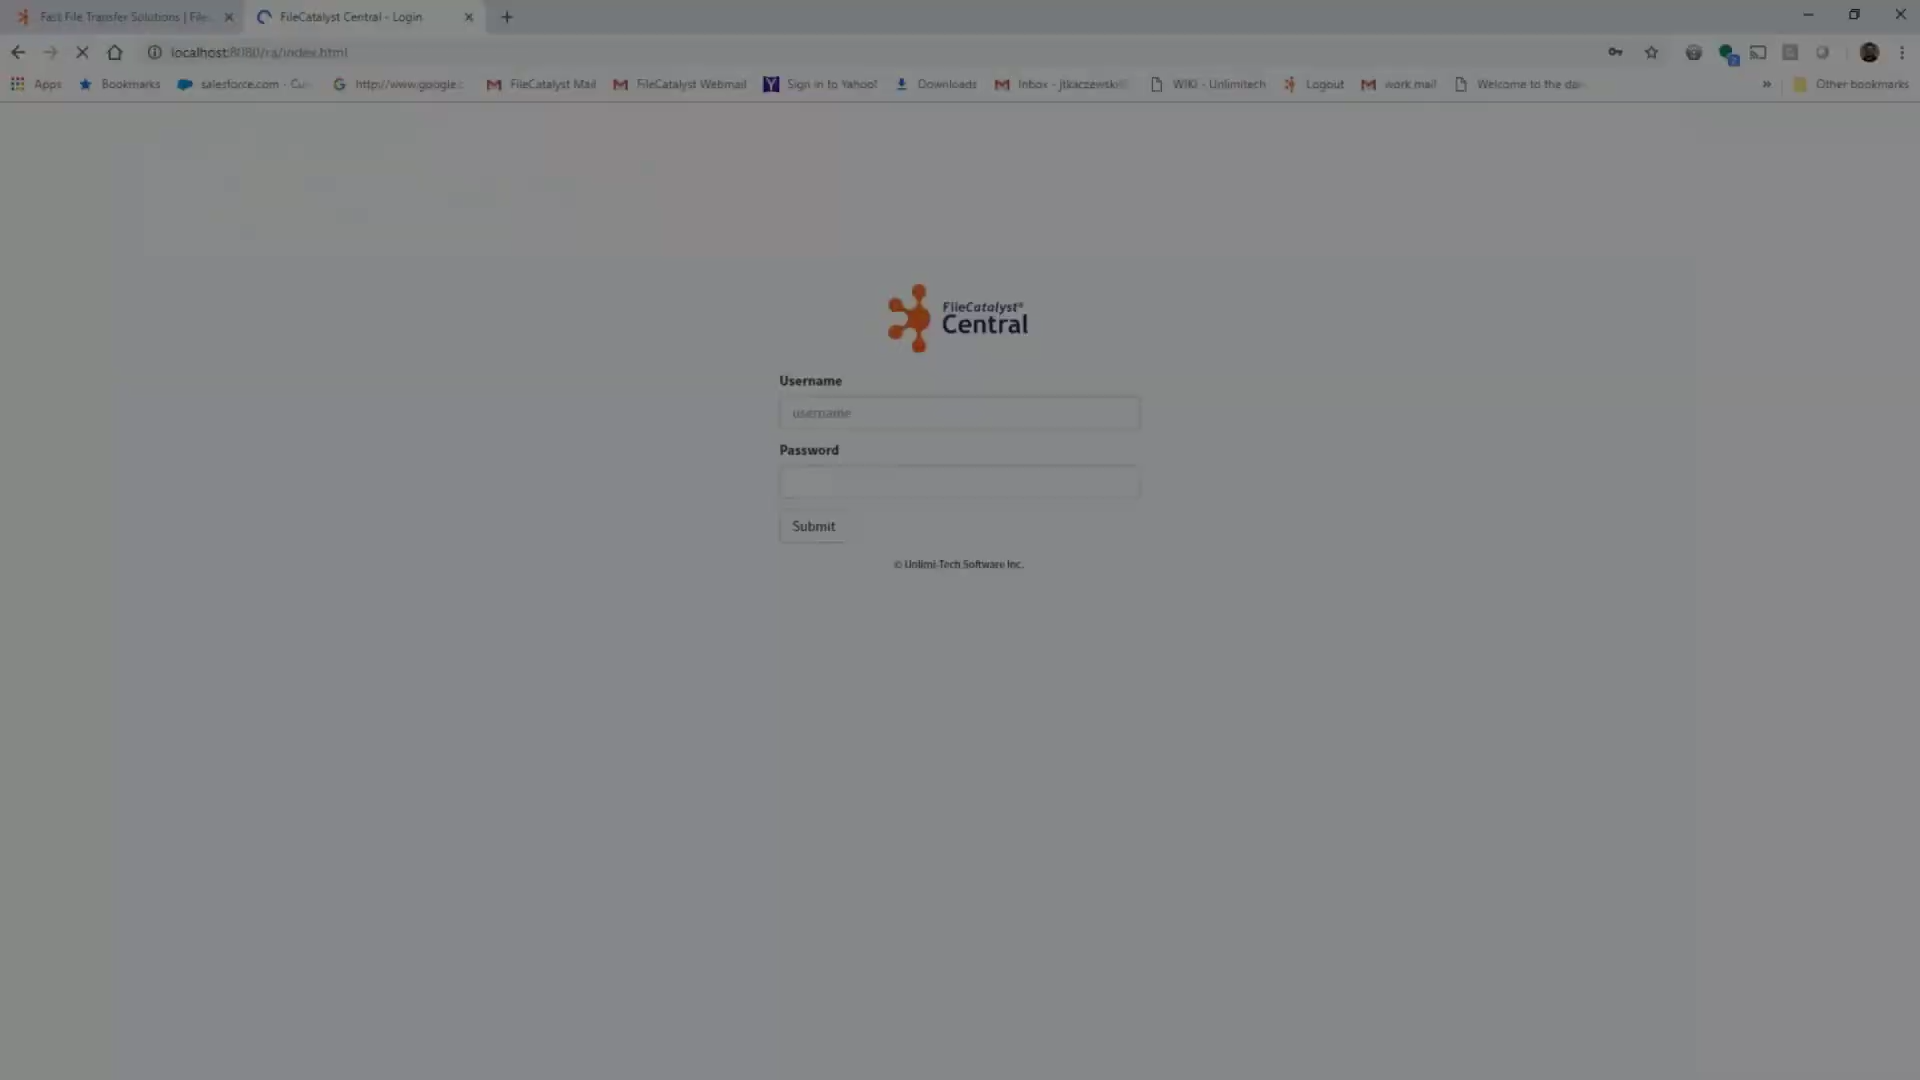 Fast File Transfer Solutions | File
FileCatalyst Central - Login
localhost:8080/ra/index.html
Apps
Bookmarks
salesforce.com - Cu
http://www.google.c
FileCatalyst Mail
FileCatalyst Webmail
Sign in to Yahoo!
Downloads
Inbox - jtkaczewski@
WIKI - Unlimitech
Logout
work mail
Welcome to the da
Other bookmarks
FileCatalyst®
Central
Username
username
Password
Submit
© Unlimi-Tech Software Inc.